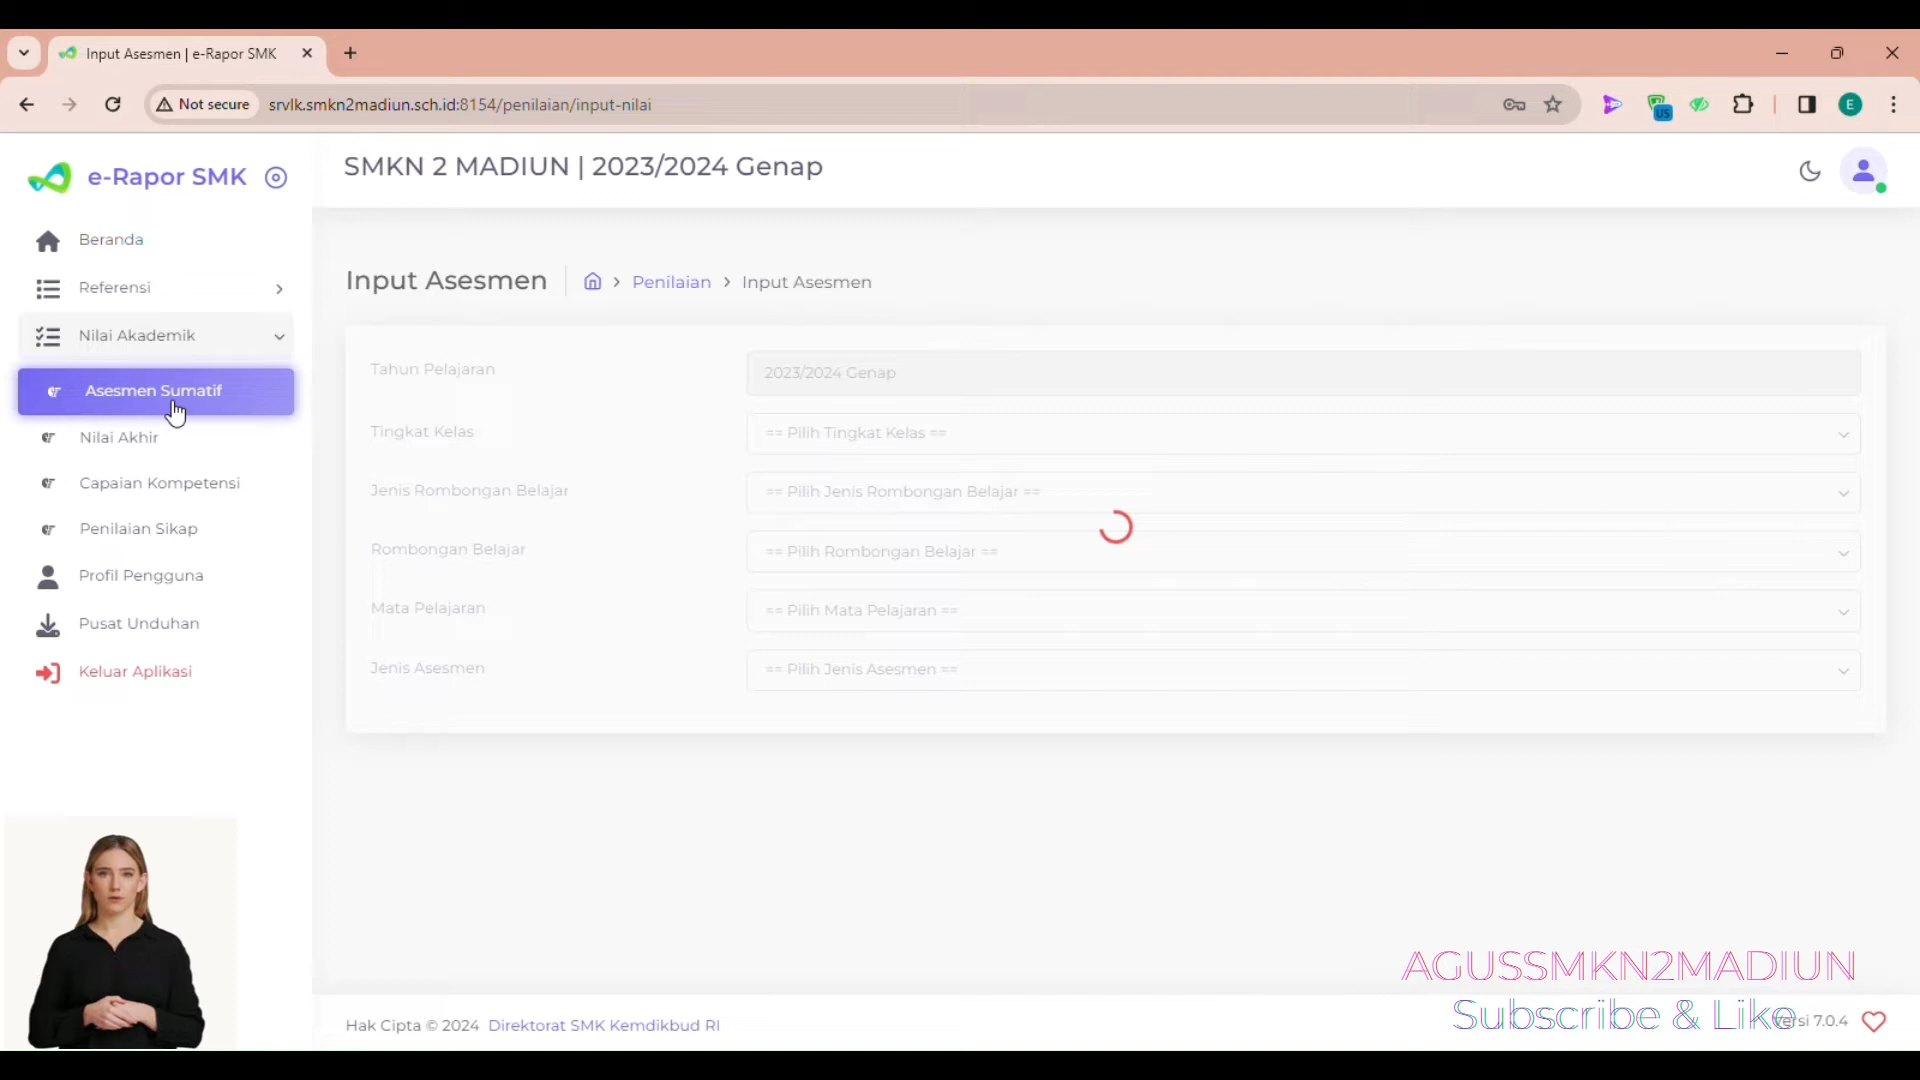 Input Asesmen | e-Rapor SMK
Not secure
srvlk.smkn2madiun.sch.id:8154/penilaian/input-nilai
US
E
e-Rapor SMK
SMKN 2 MADIUN | 2023/2024 Genap
Beranda
Referensi
Nilai Akademik
Asesmen Sumatif
Nilai Akhir
Capaian Kompetensi
Penilaian Sikap
Profil Pengguna
Pusat Unduhan
Keluar Aplikasi
Input Asesmen
Penilaian
Input Asesmen
Tahun Pelajaran
2023/2024 Genap
Tingkat Kelas
== Pilih Tingkat Kelas ==
Jenis Rombongan Belajar
== Pilih Jenis Rombongan Belajar ==
Rombongan Belajar
== Pilih Rombongan Belajar ==
Mata Pelajaran
== Pilih Mata Pelajaran ==
Jenis Asesmen
== Pilih Jenis Asesmen ==
AGUSSMKN2MADIUN
Subscribe & Like
Hak Cipta © 2024 Direktorat SMK Kemdikbud RI
7.0.4